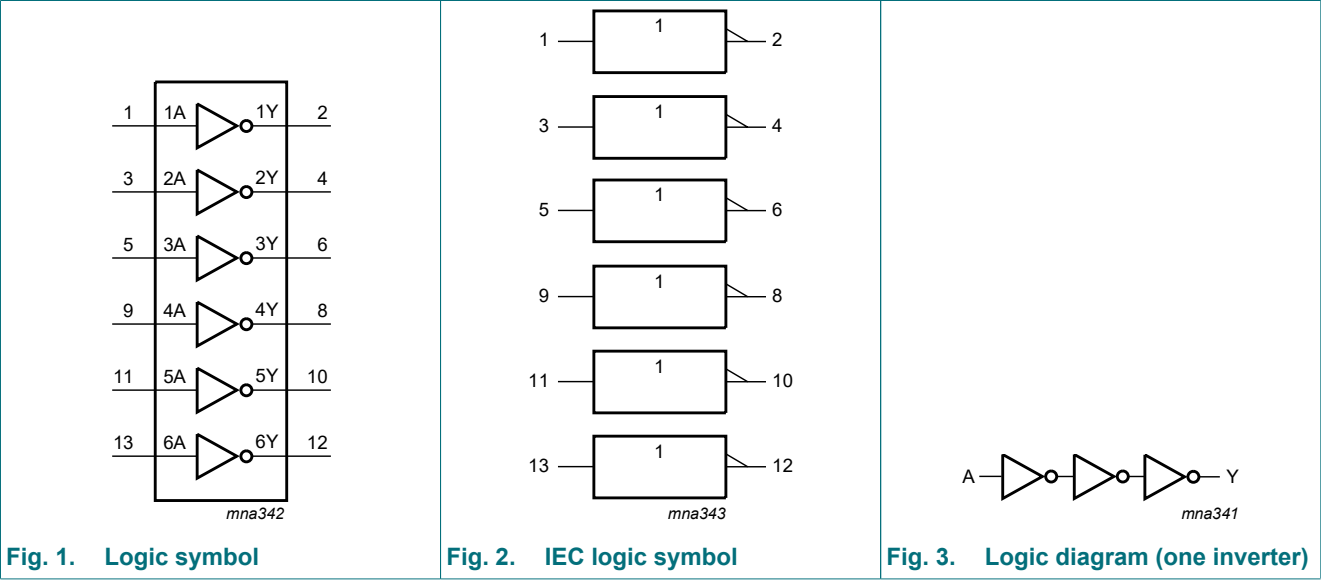 1 1A 1Y 2
3 2A 2Y 4
5 3A 3Y 6
9 4A 4Y 8
11 5A 5Y 10
13 6A 6Y 12
mna342
Fig. 1. Logic symbol
1 1 2
3 1 4
5 1 6
9 1 8
11 1 10
13 1 12
mna343
Fig. 2. IEC logic symbol
A Y
mna341
Fig. 3. Logic diagram (one inverter)